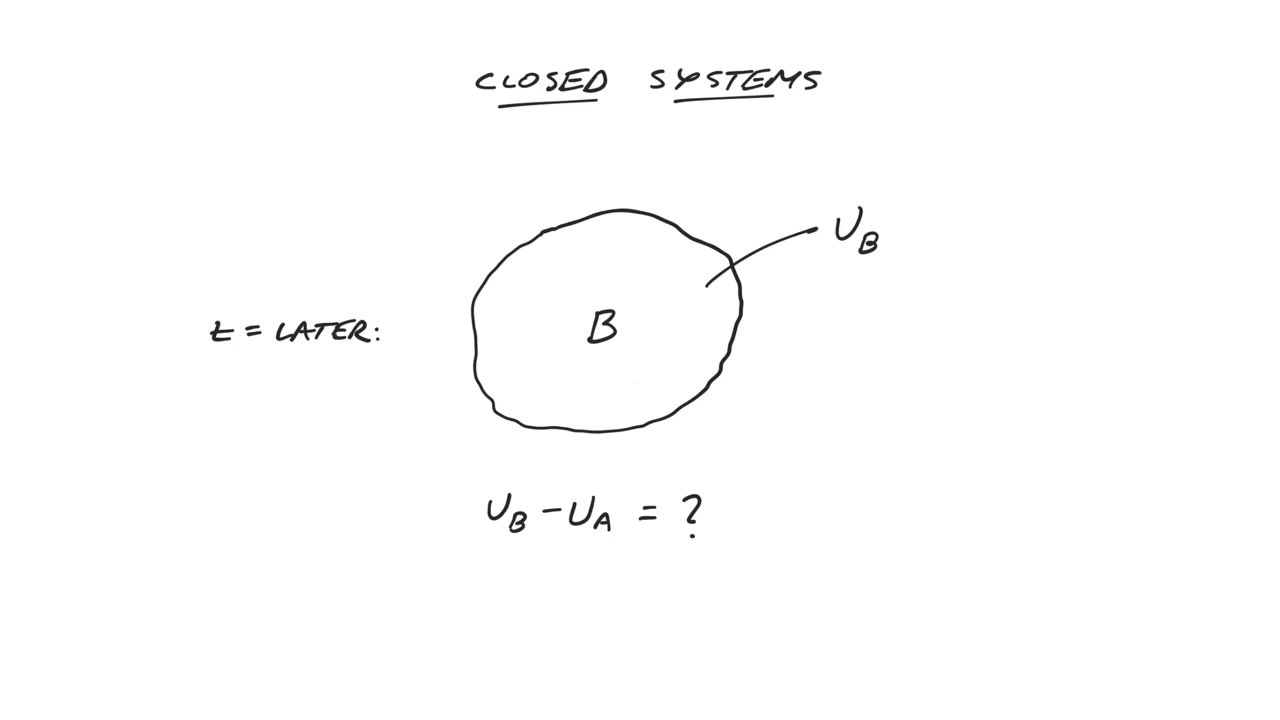 CLOSED SYSTEMS
U_B
t = LATER:
B
U_B - U_A = ?